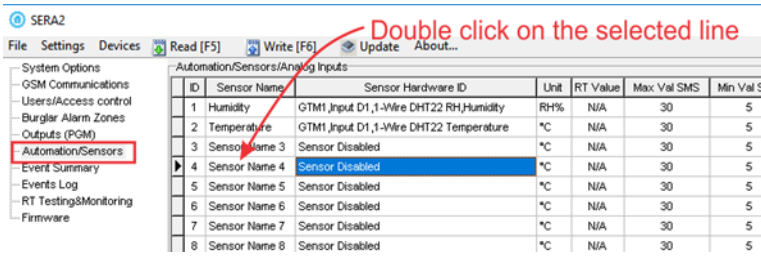 SERA2
Double click on the selected line
File Settings Devices Read [F5] Write [F6] Update About...
System Options
GSM Communications
Users/Access control
Burglar Alarm Zones
Outputs (PGM)
Automation/Sensors
Event Summary
Events Log
RT Testing&Monitoring
Firmware
Automation/Sensors/Analog Inputs
ID Sensor Name Sensor Hardware ID Unit RT Value Max Val SMS Min Val S
1 Humidity GTM1,Input D1,1-Wire DHT22 RH,Humidity RH% N/A 30 5
2 Temperature GTM1,Input D1,1-Wire DHT22 Temperature °C N/A 30 5
3 Sensor Name 3 Sensor Disabled °C N/A 30 5
4 Sensor Name 4 Sensor Disabled °C N/A 30 5
5 Sensor Name 5 Sensor Disabled °C N/A 30 5
6 Sensor Name 6 Sensor Disabled °C N/A 30 5
7 Sensor Name 7 Sensor Disabled °C N/A 30 5
8 Sensor Name 8 Sensor Disabled °C N/A 30 5